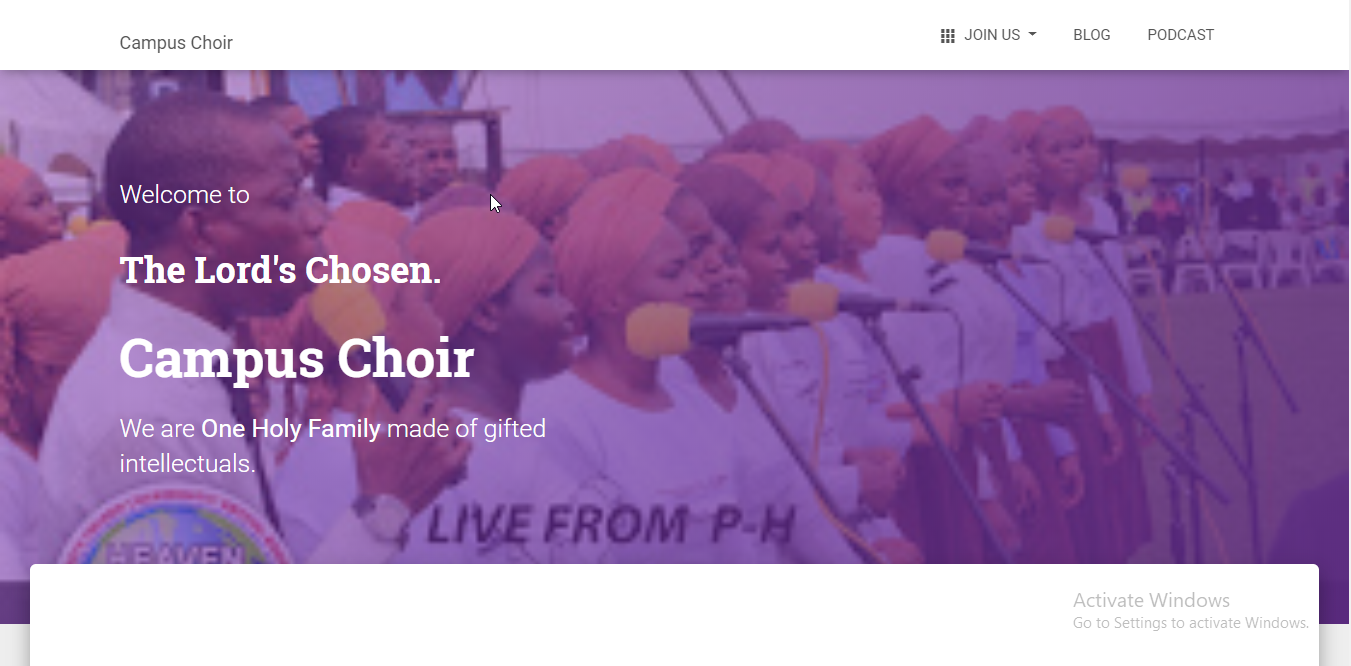 Campus Choir
JOIN US
BLOG
PODCAST
Welcome to
The Lord's Chosen.
Campus Choir
We are One Holy Family made of gifted
intellectuals.
LIVE FROM P-H
HEAVEN
Activate Windows
Go to Settings to activate Windows.